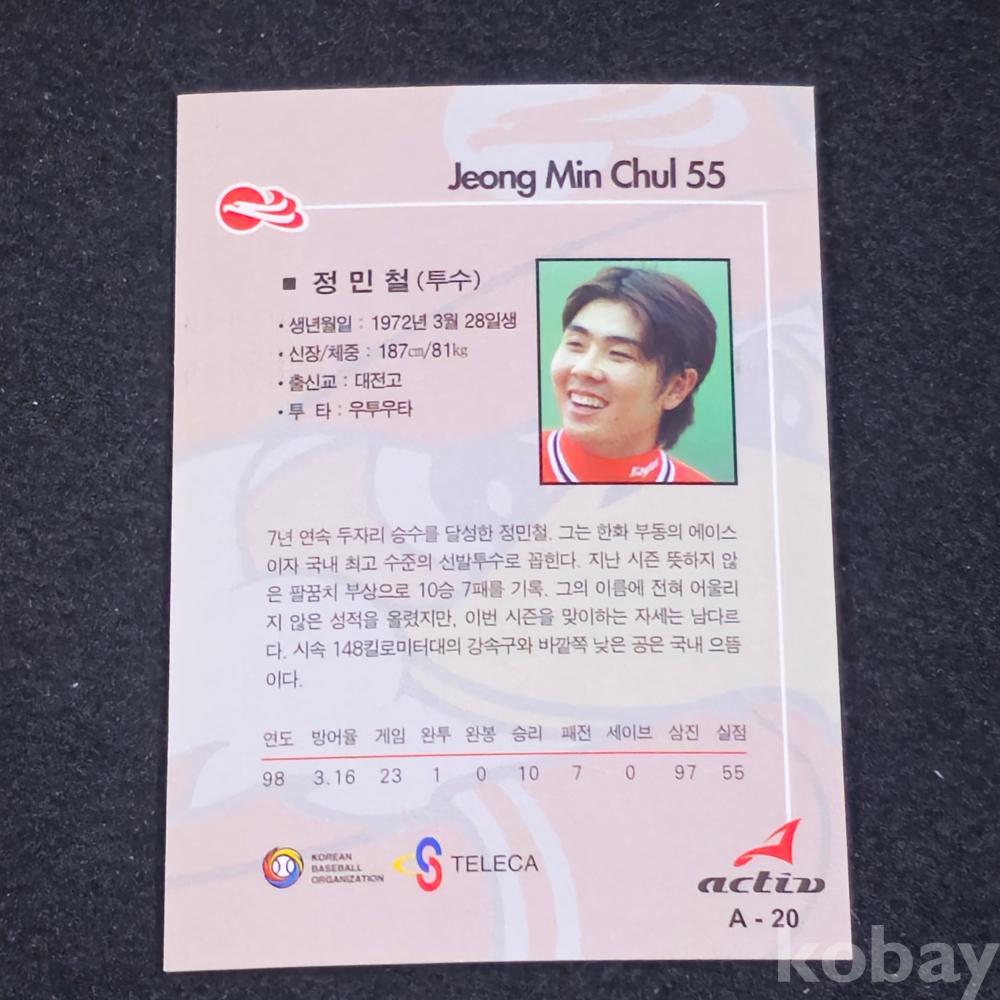 Jeong Min Chul 55
■ 정민철(투수)
· 생년월일 : 1972년 3월 28일생
· 신장/체중 : 187㎝/81㎏
· 출신교 : 대전고
· 투 타 : 우투우타
7년 연속 두자리 승수를 달성한 정민철. 그는 한화 부동의 에이스
이자 국내 최고 수준의 선발투수로 꼽힌다. 지난 시즌 뜻하지 않
은 팔꿈치 부상으로 10승 7패를 기록. 그의 이름에 전혀 어울리
지 않은 성적을 올렸지만, 이번 시즌을 맞이하는 자세는 남다르
다. 시속 148킬로미터대의 강속구와 바깥쪽 낮은 공은 국내 으뜸
이다.
연도 방어율 게임 완투 완봉 승리 패전 세이브 삼진 실점
98 3.16 23 1 0 10 7 0 97 55
KOREAN
BASEBALL
ORGANIZATION
TELECA
activ
A - 20
kobay